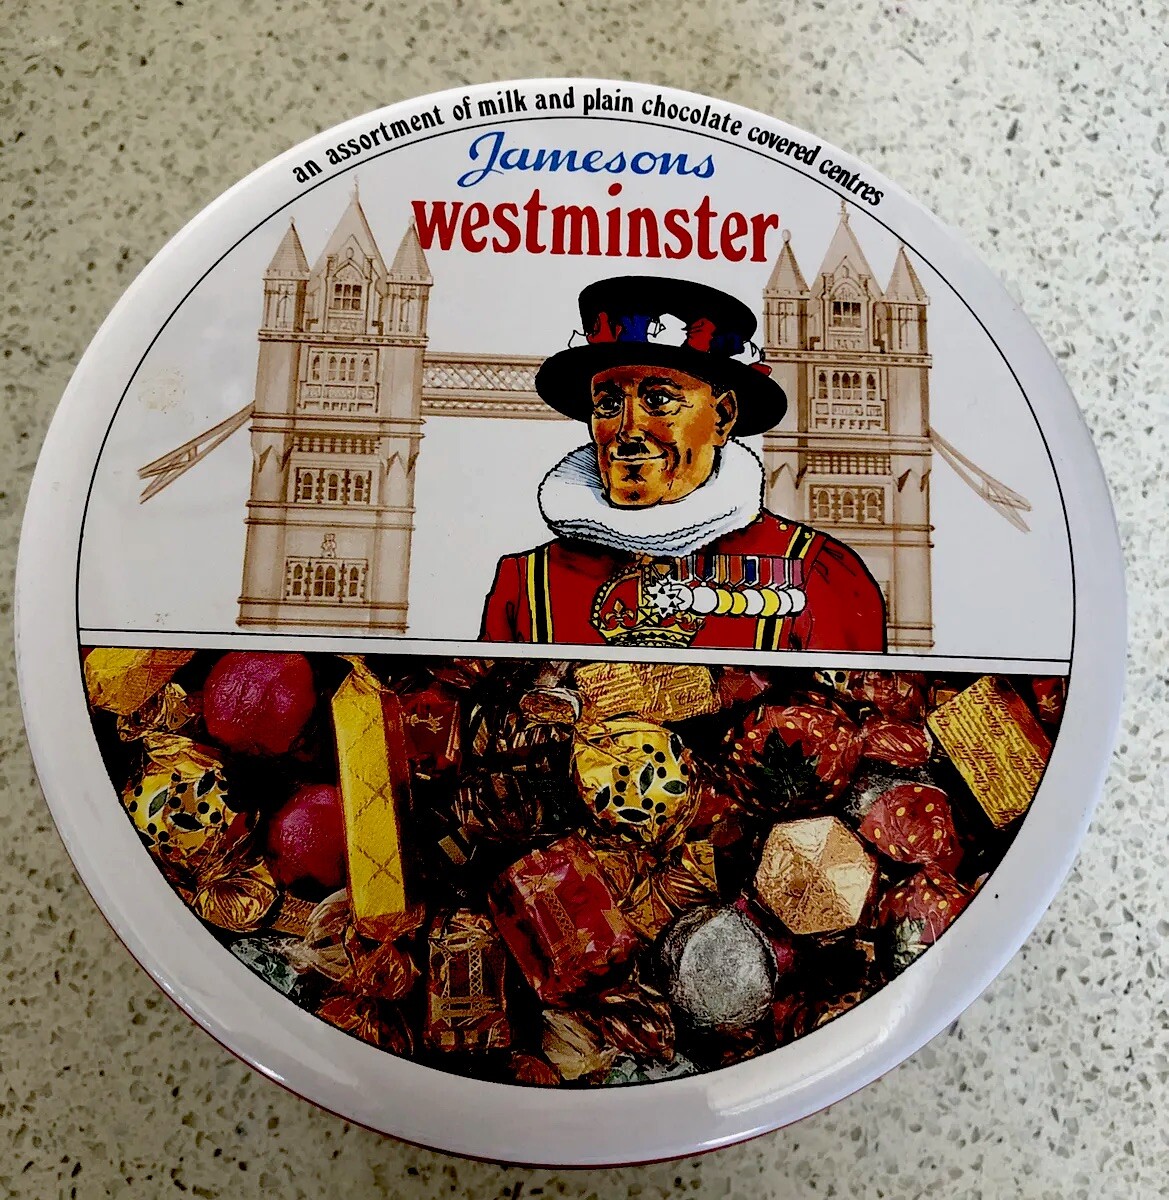 an assortment of milk and plain chocolate covered centres
Jamesons
westminster